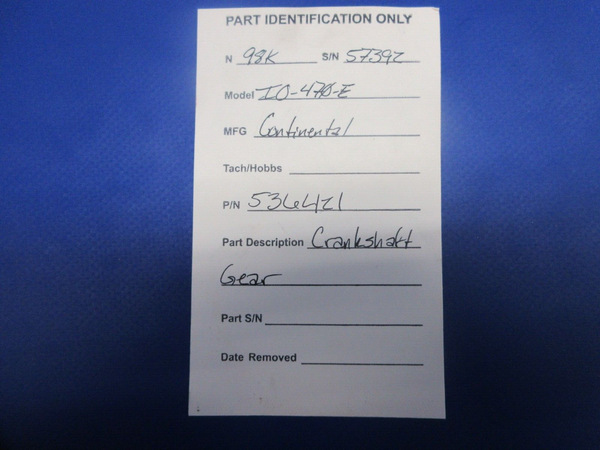 PART IDENTIFICATION ONLY
N 98K S/N 57392
Model IO-470-E
MFG Continental
Tach/Hobbs
P/N 536421
Part Description Crankshaft
Gear
Part S/N
Date Removed